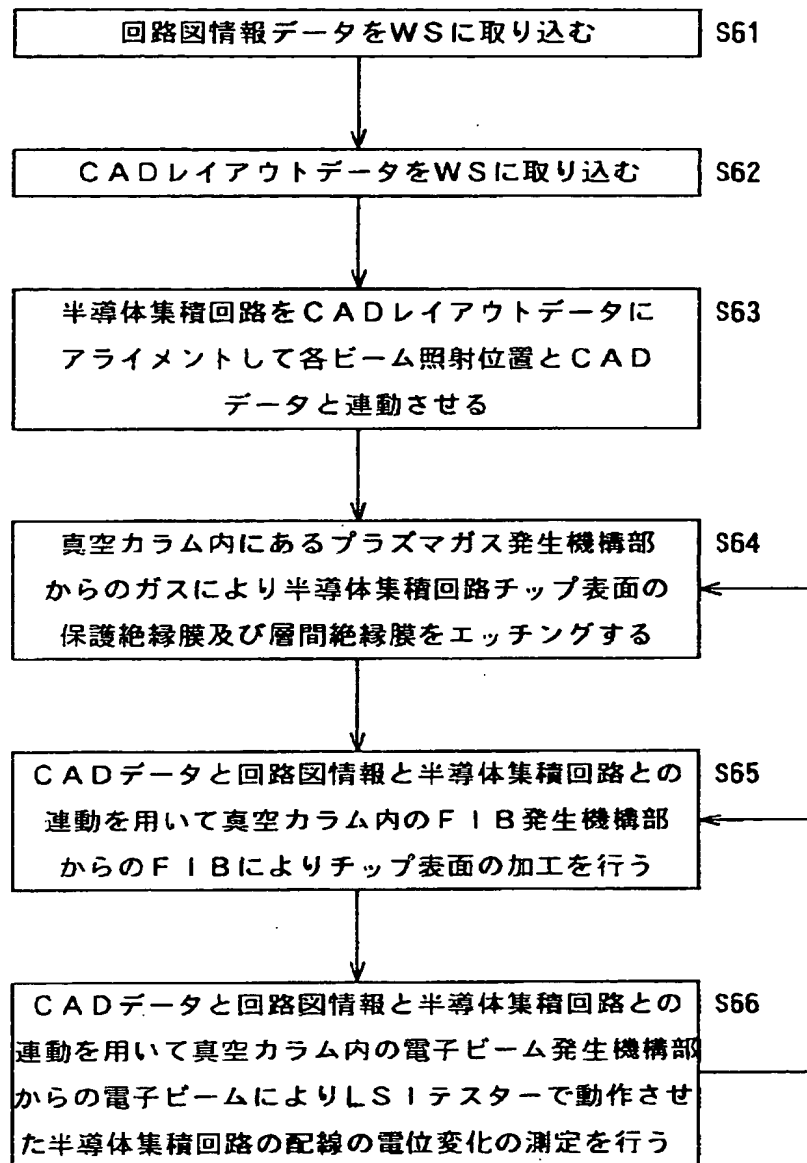 回路図情報データをWSに取り込む
S61
CADレイアウトデータをWSに取り込む
S62
半導体集積回路をCADレイアウトデータに
アライメントして各ビーム照射位置とCAD
データと連動させる
S63
真空カラム内にあるプラズマガス発生機構部
からのガスにより半導体集積回路チップ表面の
保護絶縁膜及び層間絶縁膜をエッチングする
S64
CADデータと回路図情報と半導体集積回路との
連動を用いて真空カラム内のFIB発生機構部
からのFIBによりチップ表面の加工を行う
S65
CADデータと回路図情報と半導体集積回路との
連動を用いて真空カラム内の電子ビーム発生機構部
からの電子ビームによりLSIテスターで動作させ
た半導体集積回路の配線の電位変化の測定を行う
S66